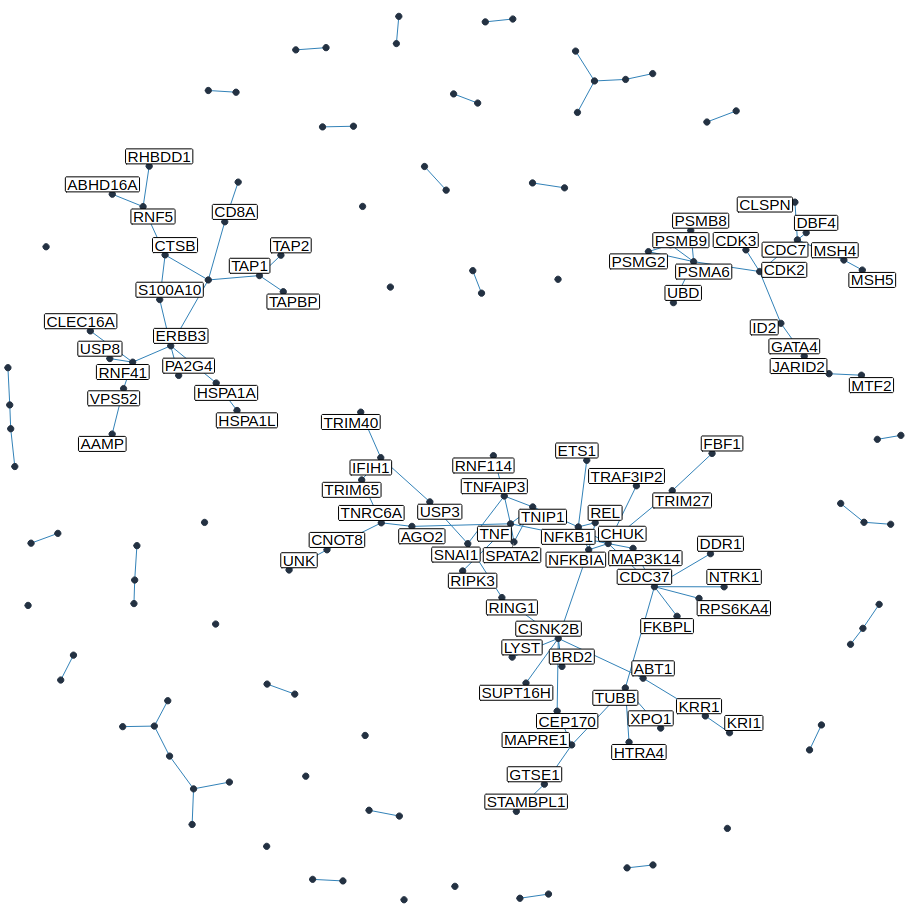 RHBDD1
ABHD16A
RNF5
CD8A
CTSB
TAP2
TAP1
S100A10
TAPBP
CLEC16A
ERBB3
USP8
RNF41
PA2G4
VPS52
HSPA1A
HSPA1L
AAMP
CLSPN
PSMB8
DBF4
PSMB9
CDK3
CDC7
MSH4
PSMG2
PSMA6
CDK2
MSH5
UBD
ID2
GATA4
JARID2
MTF2
TRIM40
IFIH1
TRIM65
TNRC6A
USP3
CNOT8
AGO2
UNK
RNF114
TNFAIP3
TNIP1
TNF
SNAI1
SPATA2
RIPK3
RING1
ETS1
FBF1
TRAF3IP2
TRIM27
REL
NFKB1
CHUK
NFKBIA
MAP3K14
DDR1
CDC37
NTRK1
RPS6KA4
FKBPL
CSNK2B
LYST
BRD2
ABT1
SUPT16H
TUBB
KRR1
CEP170
XPO1
KRI1
MAPRE1
HTRA4
GTSE1
STAMBPL1